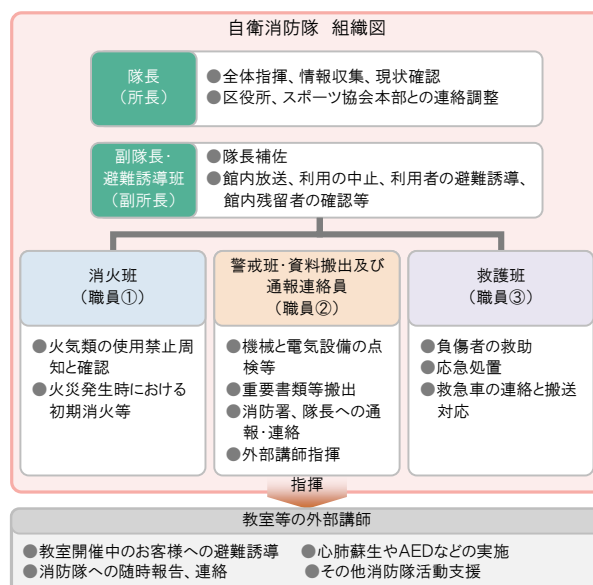 自衛消防隊 組織図
隊長
（所長）
●全体指揮、情報収集、現状確認
●区役所、スポーツ協会本部との連絡調整
副隊長・
避難誘導班
（副所長）
●隊長補佐
●館内放送、利用の中止、利用者の避難誘導、
館内残留者の確認等
消火班
（職員①）
●火気類の使用禁止周
知と確認
●火災発生時における
初期消火等
警戒班・資料搬出及び
通報連絡員
（職員②）
●機械と電気設備の点
検等
●重要書類等搬出
●消防署、隊長への通
報・連絡
●外部講師指揮
救護班
（職員③）
●負傷者の救助
●応急処置
●救急車の連絡と搬送
対応
指揮
教室等の外部講師
●教室開催中のお客様への避難誘導
●消防隊への随時報告、連絡
●心肺蘇生やAEDなどの実施
●その他消防隊活動支援